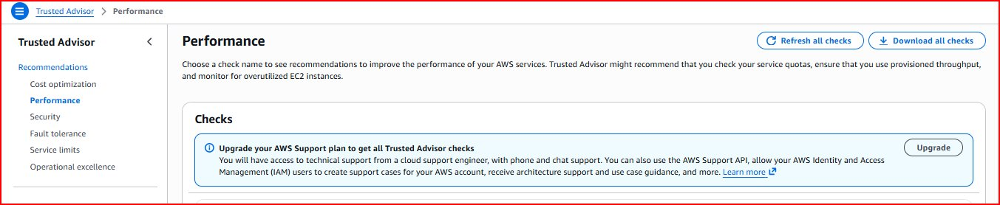 Trusted Advisor > Performance
Trusted Advisor
Recommendations
Cost optimization
Performance
Security
Fault tolerance
Service limits
Operational excellence
Performance
Refresh all checks
Download all checks
Choose a check name to see recommendations to improve the performance of your AWS services. Trusted Advisor might recommend that you check your service quotas, ensure that you use provisioned throughput,
and monitor for overutilized EC2 instances.
Checks
Upgrade your AWS Support plan to get all Trusted Advisor checks
You will have access to technical support from a cloud support engineer, with phone and chat support. You can also use the AWS Support API, allow your AWS Identity and Access
Management (IAM) users to create support cases for your AWS account, receive architecture support and use case guidance, and more. Learn more
Upgrade